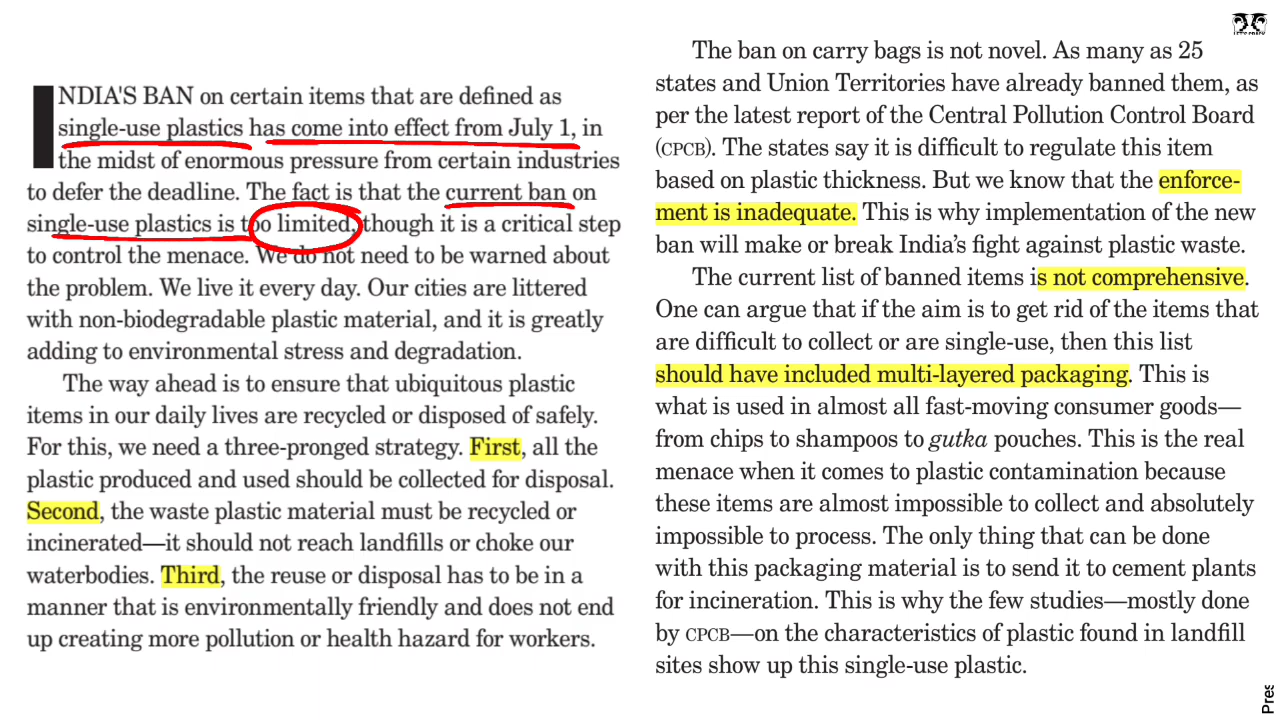 INDIA'S BAN on certain items that are defined as
single-use plastics has come into effect from July 1, in
the midst of enormous pressure from certain industries
to defer the deadline. The fact is that the current ban on
single-use plastics is too limited, though it is a critical step
to control the menace. We do not need to be warned about
the problem. We live it every day. Our cities are littered
with non-biodegradable plastic material, and it is greatly
adding to environmental stress and degradation.
The way ahead is to ensure that ubiquitous plastic
items in our daily lives are recycled or disposed of safely.
For this, we need a three-pronged strategy. First, all the
plastic produced and used should be collected for disposal.
Second, the waste plastic material must be recycled or
incinerated—it should not reach landfills or choke our
waterbodies. Third, the reuse or disposal has to be in a
manner that is environmentally friendly and does not end
up creating more pollution or health hazard for workers.
The ban on carry bags is not novel. As many as 25
states and Union Territories have already banned them, as
per the latest report of the Central Pollution Control Board
(CPCB). The states say it is difficult to regulate this item
based on plastic thickness. But we know that the enforce-
ment is inadequate. This is why implementation of the new
ban will make or break India's fight against plastic waste.
The current list of banned items is not comprehensive.
One can argue that if the aim is to get rid of the items that
are difficult to collect or are single-use, then this list
should have included multi-layered packaging. This is
what is used in almost all fast-moving consumer goods—
from chips to shampoos to gutka pouches. This is the real
menace when it comes to plastic contamination because
these items are almost impossible to collect and absolutely
impossible to process. The only thing that can be done
with this packaging material is to send it to cement plants
for incineration. This is why the few studies—mostly done
by CPCB—on the characteristics of plastic found in landfill
sites show up this single-use plastic.
Pres